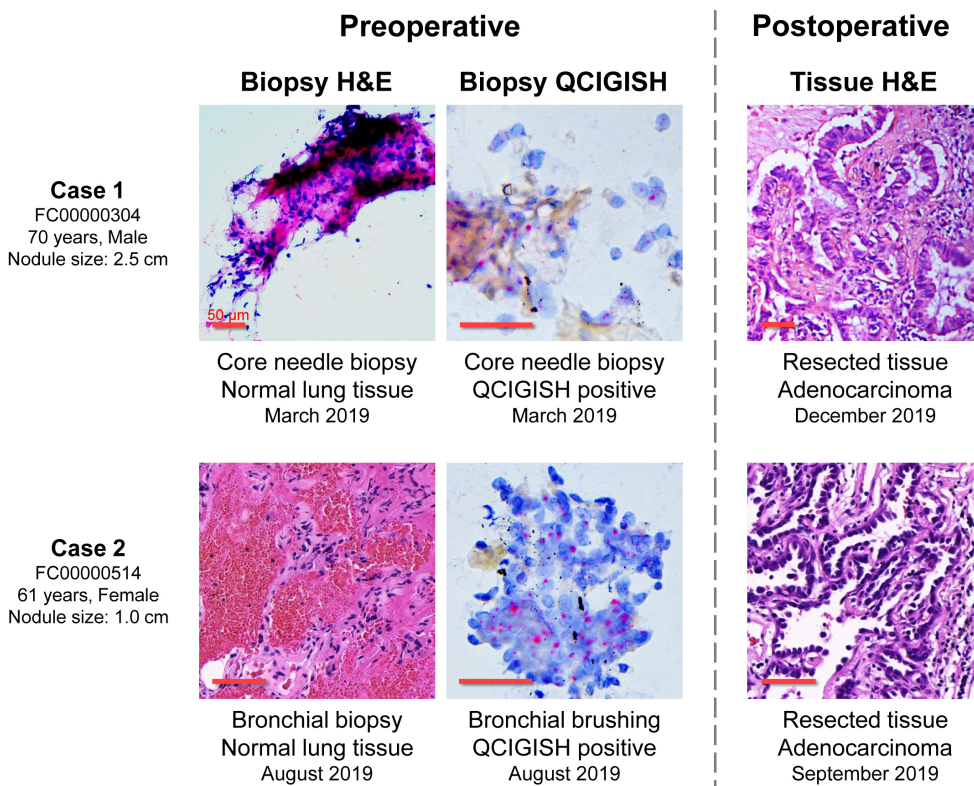 Preoperative
Postoperative
Biopsy H&E
Biopsy QCIGISH
Tissue H&E
Case 1
FC00000304
70 years, Male
Nodule size: 2.5 cm
50 µm
Core needle biopsy
Normal lung tissue
March 2019
Core needle biopsy
QCIGISH positive
March 2019
Resected tissue
Adenocarcinoma
December 2019
Case 2
FC00000514
61 years, Female
Nodule size: 1.0 cm
Bronchial biopsy
Normal lung tissue
August 2019
Bronchial brushing
QCIGISH positive
August 2019
Resected tissue
Adenocarcinoma
September 2019